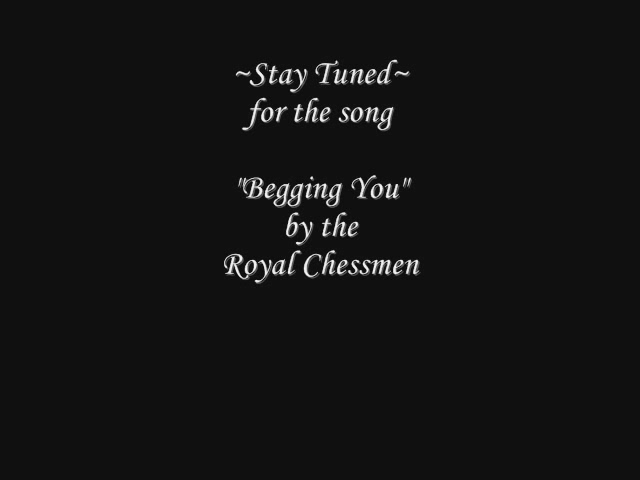 ~Stay Tuned~
for the song
"Begging You"
by the
Royal Chessmen